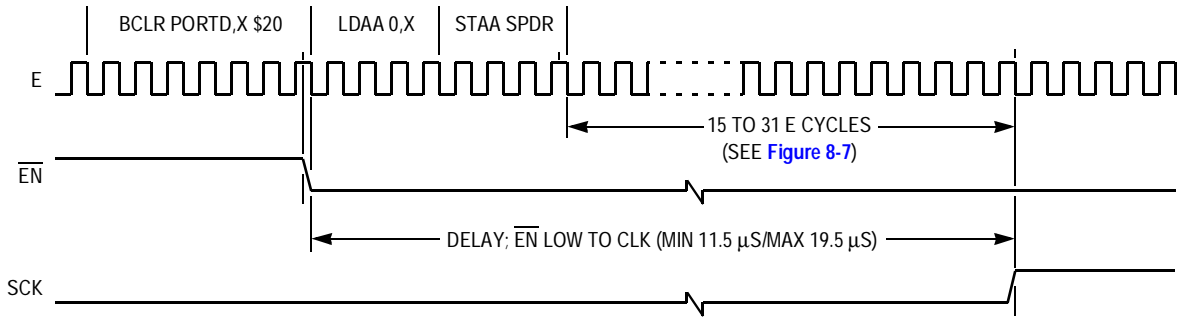 BCLR PORTD,X $20 LDAA 0,X STAA SPDR
E
15 TO 31 E CYCLES
(SEE Figure 8-7)
EN
DELAY; EN LOW TO CLK (MIN 11.5 μS/MAX 19.5 μS)
SCK